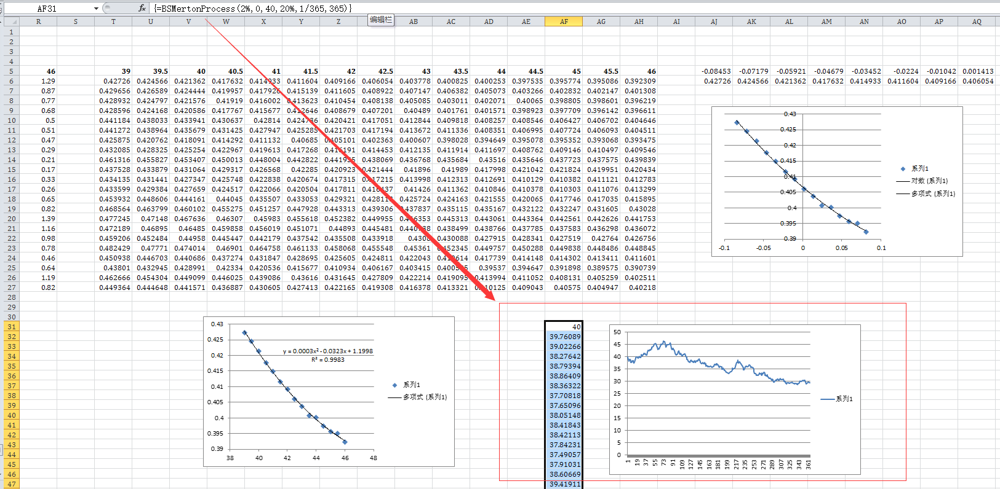 AF31 fx {=BSMertonProcess(2%,0,40,20%,1/365,365)}
编辑栏
R S T U V W X Y Z AB AC AD AE AF AG AH AI AJ AK AL AM AN AO AP AQ
1
2
3
4
5 46 39 39.5 40 40.5 41 41.5 42 42.5 43 43.5 44 44.5 45 45.5 46 -0.08453 -0.07179 -0.05921 -0.04679 -0.03452 -0.0224 -0.01042 0.001413
6 1.29 0.42726 0.424566 0.421362 0.417632 0.414933 0.411604 0.409166 0.406054 0.403778 0.400825 0.400253 0.397535 0.395774 0.395086 0.392309 0.42726 0.424566 0.421362 0.417632 0.414933 0.411604 0.409166 0.406054
7 0.87 0.429656 0.426589 0.424444 0.419957 0.417926 0.415139 0.411605 0.408922 0.407147 0.406382 0.405073 0.403266 0.402832 0.402147 0.401308
8 0.77 0.428932 0.424797 0.421576 0.41919 0.416002 0.413623 0.410454 0.408138 0.405085 0.403011 0.402071 0.40065 0.398805 0.398601 0.396219
9 0.68 0.428596 0.424168 0.420586 0.417767 0.415677 0.412646 0.408679 0.407201 0.40489 0.401761 0.401571 0.398923 0.397709 0.396142 0.396611
10 0.5 0.441184 0.438033 0.433941 0.430637 0.42814 0.420421 0.417051 0.412844 0.409818 0.408257 0.408546 0.406427 0.406702 0.404646
11 0.51 0.441272 0.438964 0.435679 0.431425 0.427947 0.425285 0.421703 0.417194 0.413672 0.411336 0.408351 0.406995 0.407724 0.406093 0.404511
12 0.47 0.425875 0.420762 0.418091 0.414292 0.411132 0.40685 0.405101 0.402363 0.400607 0.398028 0.394649 0.395078 0.395352 0.393068 0.393475
13 0.29 0.432085 0.428325 0.425254 0.422967 0.419613 0.417268 0.414453 0.412135 0.411914 0.411697 0.408762 0.409146 0.410497 0.409546
14 0.21 0.461316 0.455827 0.453407 0.450013 0.448004 0.442822 0.438069 0.436768 0.435684 0.43516 0.435646 0.437723 0.437575 0.439839
15 0.17 0.437528 0.433879 0.431064 0.429317 0.426568 0.42285 0.420923 0.421444 0.41896 0.41989 0.417998 0.421042 0.421824 0.419951 0.420434
16 0.33 0.434135 0.431441 0.427347 0.425748 0.422838 0.420674 0.417315 0.417215 0.413998 0.412313 0.412691 0.410129 0.410382 0.411121 0.412783
17 0.26 0.433599 0.429384 0.427659 0.424517 0.422066 0.420504 0.417811 0.41426 0.411362 0.410846 0.410378 0.410303 0.411076 0.413299
18 0.65 0.453932 0.448606 0.444161 0.44045 0.435507 0.433053 0.429321 0.425724 0.424163 0.421555 0.420065 0.417746 0.417035 0.415895
19 0.82 0.468564 0.463799 0.460102 0.455275 0.451257 0.447928 0.443313 0.439306 0.437837 0.435115 0.435167 0.432122 0.432247 0.431605 0.43028
20 1.39 0.477245 0.47148 0.467636 0.46307 0.45983 0.455618 0.452382 0.449955 0.445313 0.443061 0.443364 0.442561 0.442626 0.441753
21 1.16 0.472189 0.46895 0.46485 0.459858 0.456019 0.451071 0.44893 0.445481 0.438499 0.438766 0.437785 0.437583 0.436298 0.436072
22 0.98 0.459206 0.452484 0.44958 0.445447 0.442179 0.437542 0.435508 0.433918 0.430088 0.427915 0.428341 0.427519 0.42764 0.426756
23 0.78 0.482429 0.47771 0.474014 0.46901 0.464758 0.461133 0.458068 0.455548 0.45361 0.452345 0.449757 0.450288 0.449838 0.448486 0.448845
24 0.46 0.450938 0.446703 0.440686 0.437274 0.431847 0.428695 0.425605 0.424811 0.422043 0.417739 0.414148 0.414302 0.413411 0.411601
25 0.64 0.43801 0.432945 0.428991 0.42334 0.420536 0.415677 0.410934 0.406167 0.403415 0.39537 0.394647 0.391898 0.389575 0.390739
26 1.19 0.462666 0.454304 0.449099 0.446025 0.439086 0.43616 0.431645 0.427809 0.422214 0.419095 0.413994 0.411052 0.408131 0.405259 0.402511
27 0.82 0.449364 0.444648 0.441571 0.436887 0.430605 0.427413 0.422165 0.419308 0.416378 0.413321 0.410125 0.409043 0.40575 0.404947 0.40218
28
29
30
31 40
32 39.76089
33 39.02266
34 38.27642
35 38.79394
36 38.86409
37 38.36322
38 37.70818
39 37.65096
40 38.05148
41 38.41843
42 38.42113
43 37.84231
44 37.49057
45 37.91031
46 38.60669
47 39.41911
0.43
0.425
0.42
0.415
0.41
0.405
0.4
0.395
0.39
-0.1 -0.05 0 0.05 0.1
系列1
对数 (系列1)
多项式 (系列1)
0.43
0.425
0.42
0.415
0.41
0.405
0.4
0.395
0.39
38 40 42 44 46 48
y = 0.0003x² - 0.0323x + 1.1998
R² = 0.9983
系列1
多项式 (系列1)
50
45
40
35
30
25
20
15
10
5
0
1 19 37 55 73 91 109 127 145 163 181 199 217 235 253 271 289 307 325 343 361
系列1